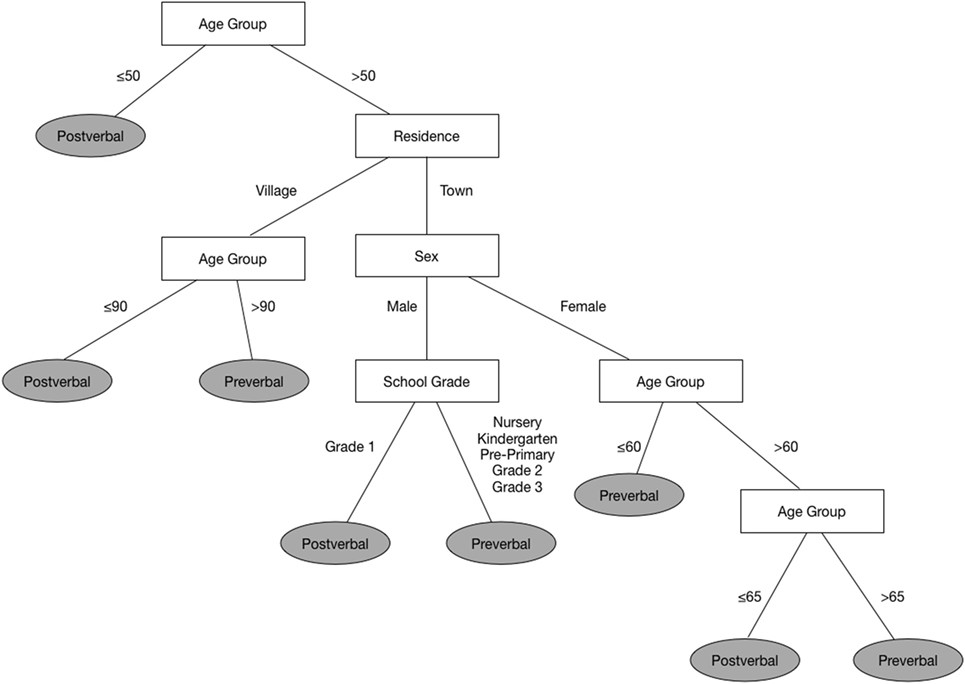 Age Group
≤50
>50
Postverbal
Residence
Village
Town
Age Group
Sex
≤90
>90
Male
Female
Postverbal
Preverbal
School Grade
Age Group
Grade 1
Nursery
Kindergarten
Pre-Primary
Grade 2
Grade 3
≤60
>60
Preverbal
Age Group
Postverbal
Preverbal
≤65
>65
Postverbal
Preverbal